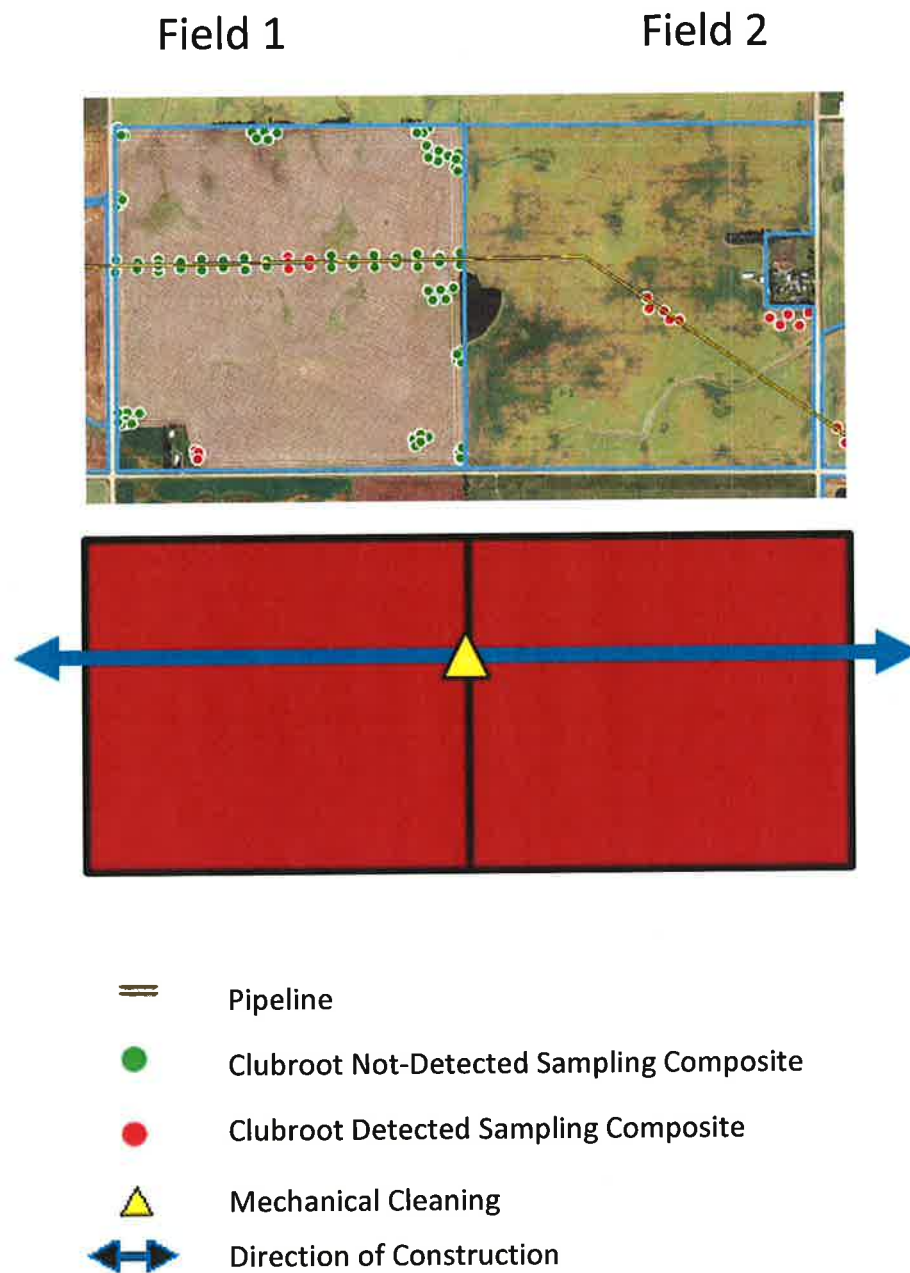 Field 1
Field 2
Pipeline
Clubroot Not-Detected Sampling Composite
Clubroot Detected Sampling Composite
Mechanical Cleaning
Direction of Construction